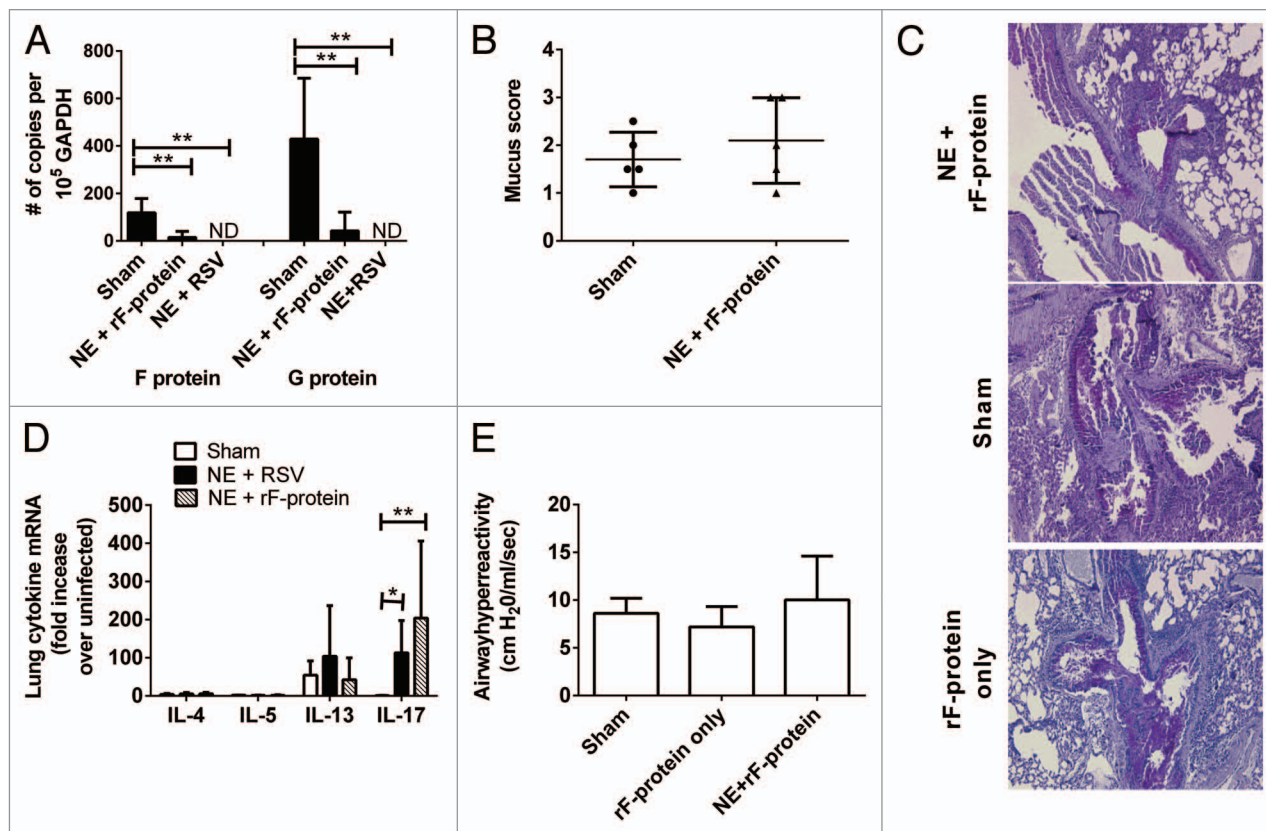 A
800
600
400
200
0
# of copies per
10⁵ GAPDH
**
**
**
**
ND
ND
Sham
NE + rF-protein
NE + RSV
Sham
NE + rF-protein
NE+RSV
F protein
G protein
B
4
3
2
1
0
Mucus score
Sham
NE + rF-protein
C
NE +
rF-protein
Sham
rF-protein
only
D
Sham
NE + RSV
NE + rF-protein
500
400
300
200
100
0
Lung cytokine mRNA
(fold incease
over uninfected)
**
*
IL-4
IL-5
IL-13
IL-17
E
20
15
10
5
0
Airwayhyperreactivity
(cm H₂0/ml/sec)
Sham
rF-protein only
NE+rF-protein